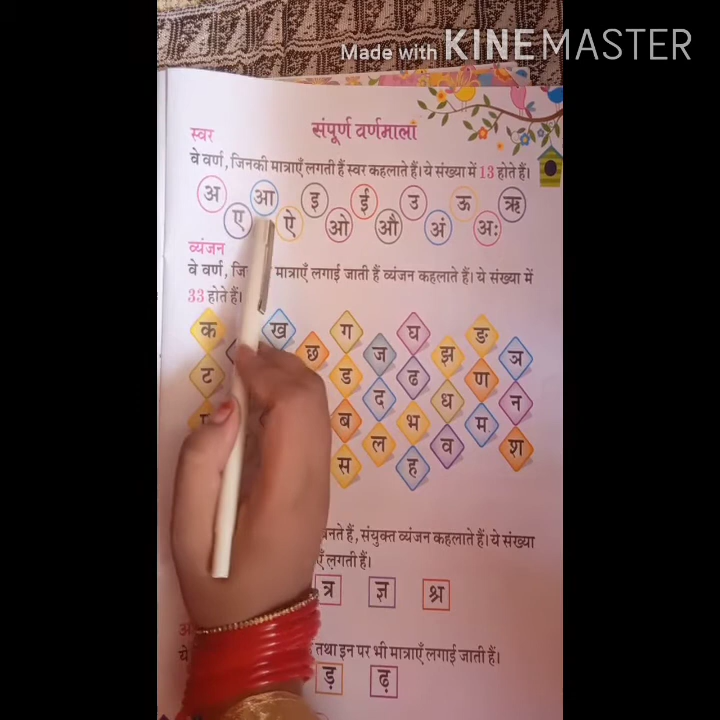 Made with KINEMASTER
संपूर्ण वर्णमाला
स्वर
वे वर्ण, जिनकी मात्राएँ लगती हैं स्वर कहलाते हैं। ये संख्या में 13 होते हैं।
अ आ इ ई उ ऊ ऋ
ए ऐ ओ औ अं अः
व्यंजन
वे वर्ण, जि मात्राएँ लगाई जाती हैं व्यंजन कहलाते हैं। ये संख्या में
33 होते हैं।
क ख ग घ ङ
छ ज झ ञ
ट ड ढ ण
द ध न
ब भ म
ल व श
स ह
नते हैं, संयुक्त व्यंजन कहलाते हैं। ये संख्या
लगती हैं।
त्र ज्ञ श्र
तथा इन पर भी मात्राएँ लगाई जाती हैं।
ड़ ढ़